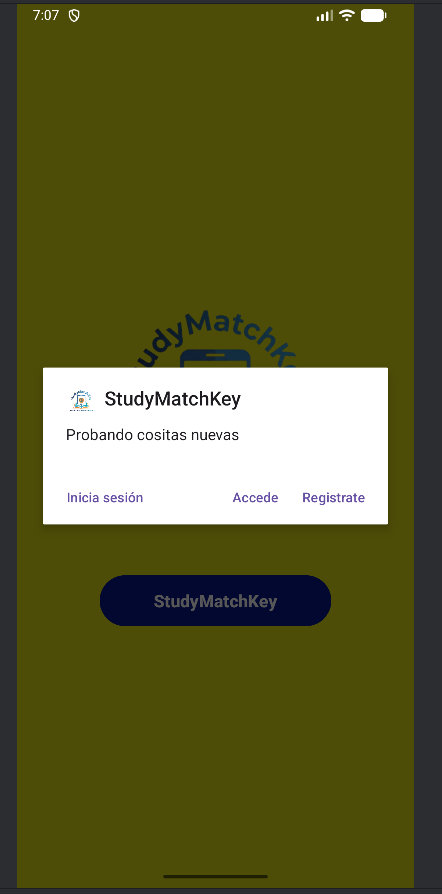 7:07
StudyMatchKey
Probando cositas nuevas
Inicia sesión Accede Registrate
StudyMatchKey